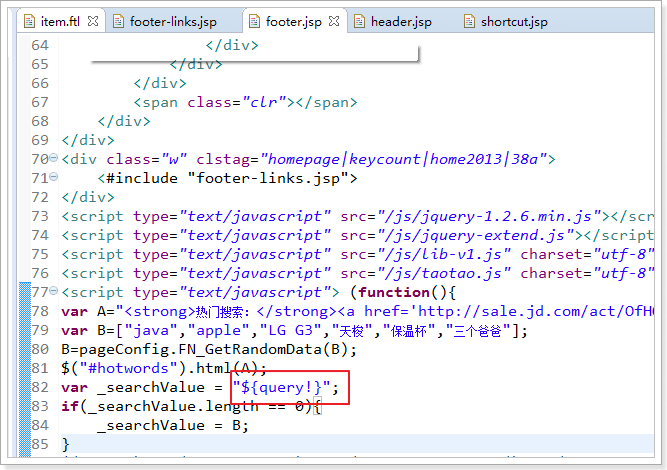 item.ftl footer-links.jsp footer.jsp header.jsp shortcut.jsp
64 </div>
65 </div>
66 </div>
67 <span class="clr"></span>
68 </div>
69 </div>
70 <div class="w" clstag="homepage|keycount|home2013|38a">
71 <#include "footer-links.jsp">
72 </div>
73 <script type="text/javascript" src="/js/jquery-1.2.6.min.js"></scr
74 <script type="text/javascript" src="/js/jquery-extend.js"></script
75 <script type="text/javascript" src="/js/lib-v1.js" charset="utf-8"
76 <script type="text/javascript" src="/js/taotao.js" charset="utf-8"
77 <script type="text/javascript"> (function(){
78 var A="<strong>热门搜索：</strong><a href='http://sale.jd.com/act/OfHQ
79 var B=["java","apple","LG G3","天梭","保温杯","三个爸爸"];
80 B=pageConfig.FN_GetRandomData(B);
81 $("#hotwords").html(A);
82 var _searchValue = "${query!}";
83 if(_searchValue.length == 0){
84 _searchValue = B;
85 }